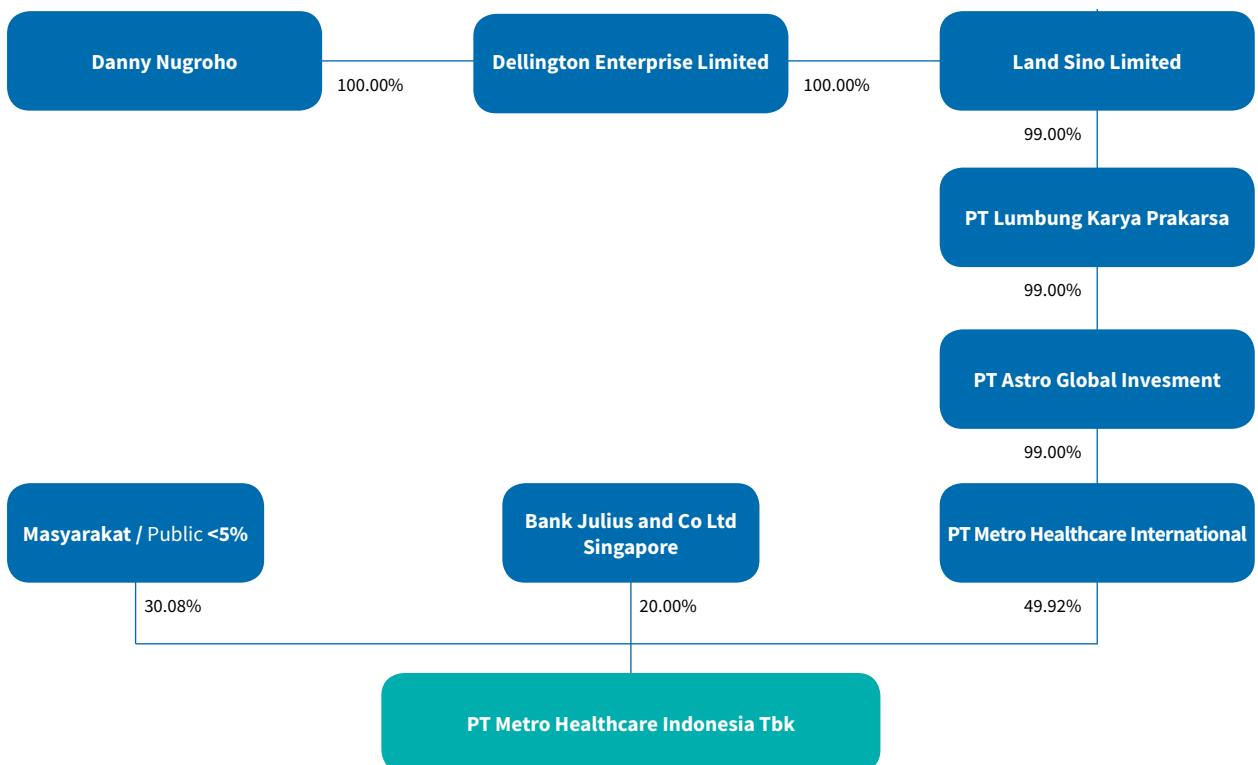 Danny Nugroho
100.00%
Dellington Enterprise Limited
100.00%
Land Sino Limited
99.00%
PT Lumbung Karya Prakarsa
99.00%
PT Astro Global Invesment
99.00%
Masyarakat / Public <5%
Bank Julius and Co Ltd
Singapore
PT Metro Healthcare International
30.08%
20.00%
49.92%
PT Metro Healthcare Indonesia Tbk